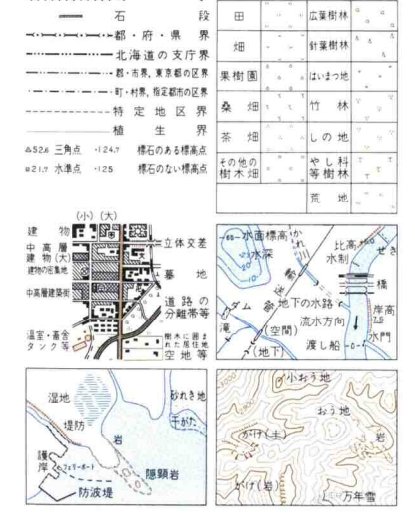 石段
都・府・県界
北海道の支庁界
郡・市界, 東京都の区界
町・村界, 指定都市の区界
特定地区界
植生界
△52.6 三角点 ・124.7 標石のある標高点
⊡21.7 水準点 ・125 標石のない標高点
田 広葉樹林
畑 針葉樹林
果樹園 はいまつ地
桑畑 竹林
茶畑 しの地
その他の樹木畑 やし科等樹林
荒地
(小) (大)
建物
中高層建物(大)
建物の密集地
中高層建築街
温室・畜舎
タンク等
立体交差
墓地
道路の
分離帯等
樹木に囲まれた居住地
空地等
水面標高
水深
かれ川
輸送管
比高
水制
せき
橋
ダム
地下の水路
滝
(空間)
流水方向
岸高
(地下)
渡し船
水門
湿地
砂れき地
干がた
堤防
岩
護岸
フェリーボート
隠顕岩
防波堤
小おう地
おう地
がけ(土)
岩
がけ(岩)
万年雪